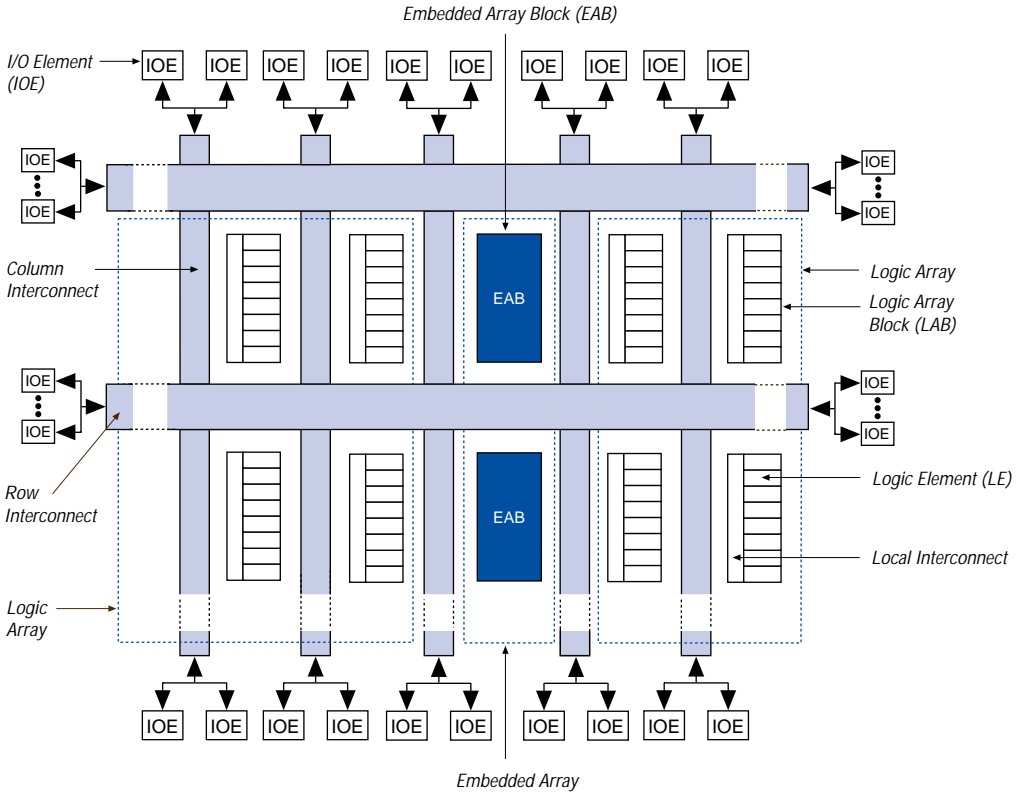 Embedded Array Block (EAB)
I/O Element
(IOE)
IOE IOE IOE IOE IOE IOE IOE IOE IOE IOE
IOE
IOE
IOE
IOE
Column
Interconnect
EAB
Logic Array
Logic Array
Block (LAB)
IOE
IOE
IOE
IOE
Row
Interconnect
EAB
Logic Element (LE)
Local Interconnect
Logic
Array
IOE IOE IOE IOE IOE IOE IOE IOE IOE IOE
Embedded Array